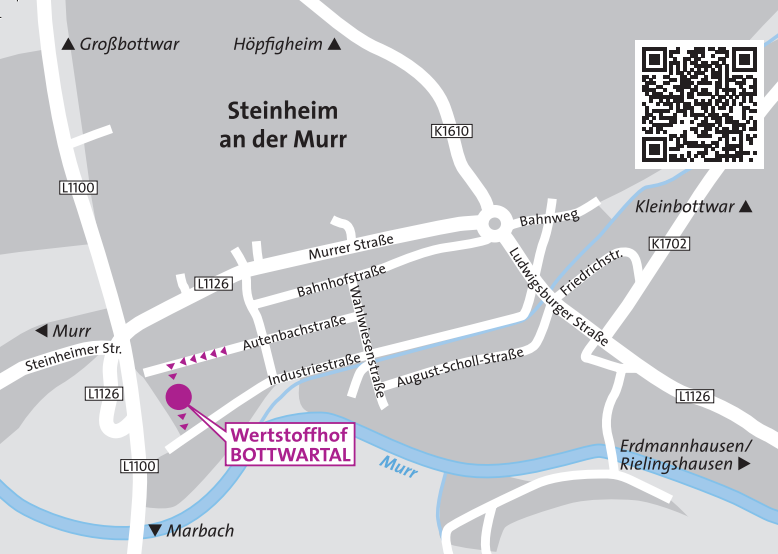 ▲ Großbottwar
Höpfigheim ▲
Steinheim
an der Murr
K1610
L1100
Kleinbottwar ▲
Bahnweg
K1702
Murrer Straße
L1126
Bahnhofstraße
Ludwigsburger Straße
Friedrichstr.
Wahlwiesenstraße
◀ Murr
Autenbachstraße
Steinheimer Str.
Industriestraße
August-Scholl-Straße
L1126
L1126
Wertstoffhof
BOTTWARTAL
Erdmannhausen/
Rielingshausen ▶
L1100
Murr
▼ Marbach